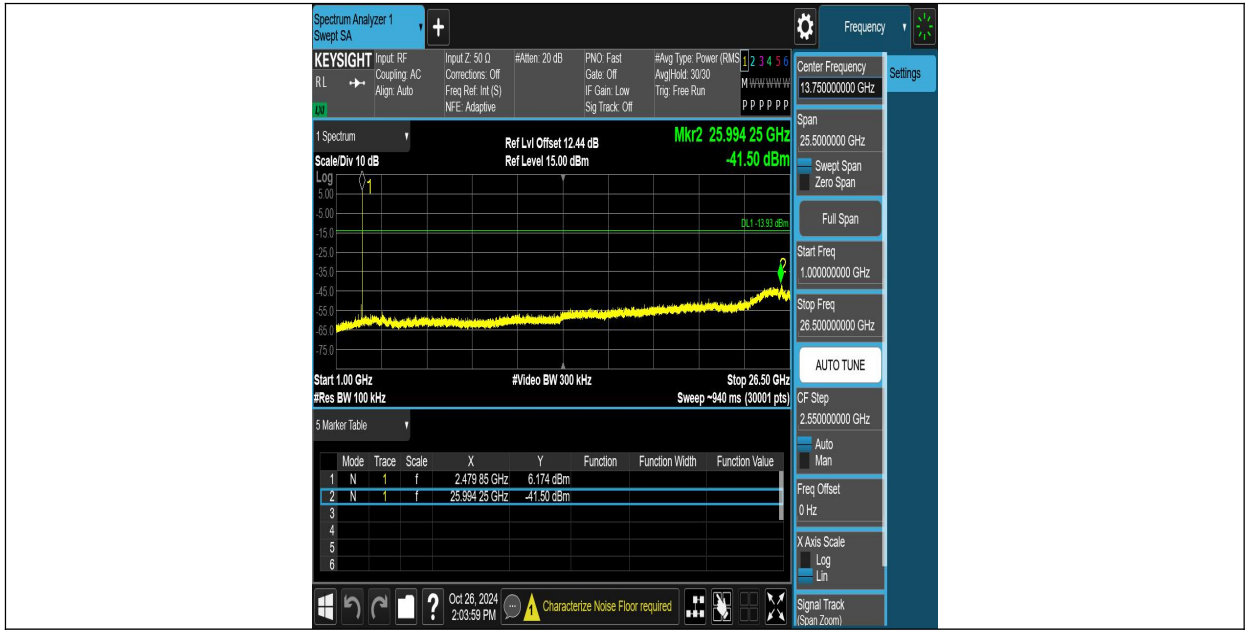 Spectrum Analyzer 1
Swept SA
+
Frequency
KEYSIGHT
RL
LXI
Input: RF
Coupling: AC
Align: Auto
Input Z: 50 Ω
Corrections: Off
Freq Ref: Int (S)
NFE: Adaptive
#Atten: 20 dB
PNO: Fast
Gate: Off
IF Gain: Low
Sig Track: Off
#Avg Type: Power (RMS
Avg|Hold: 30/30
Trig: Free Run
1 2 3 4 5 6
M W W W W W
P P P P P P
1 Spectrum
Scale/Div 10 dB
Ref Lvl Offset 12.44 dB
Ref Level 15.00 dBm
Mkr2 25.994 25 GHz
-41.50 dBm
Log
1
5.00
-5.00
DL1 -13.93 dBm
-15.0
-25.0
2
-35.0
-45.0
-55.0
-65.0
-75.0
Start 1.00 GHz
#Video BW 300 kHz
Stop 26.50 GHz
#Res BW 100 kHz
Sweep ~940 ms (30001 pts)
5 Marker Table
Mode Trace Scale X Y Function Function Width Function Value
1 N 1 f 2.479 85 GHz 6.174 dBm
2 N 1 f 25.994 25 GHz -41.50 dBm
3
4
5
6
?
Oct 26, 2024
2:03:59 PM
Characterize Noise Floor required
Center Frequency
13.750000000 GHz
Settings
Span
25.5000000 GHz
Swept Span
Zero Span
Full Span
Start Freq
1.000000000 GHz
Stop Freq
26.500000000 GHz
AUTO TUNE
CF Step
2.550000000 GHz
Auto
Man
Freq Offset
0 Hz
X Axis Scale
Log
Lin
Signal Track
(Span Zoom)